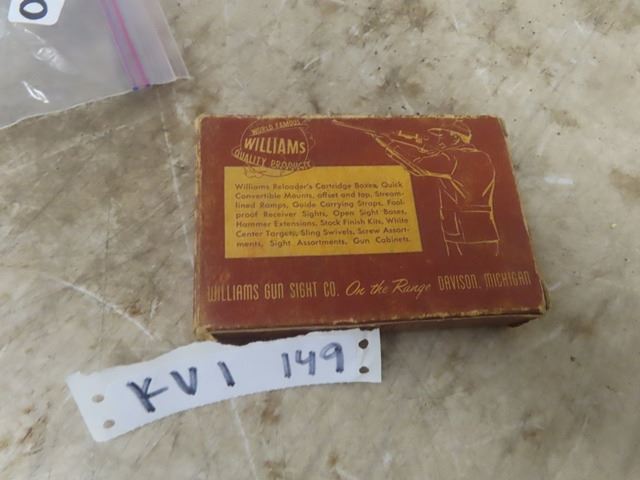 0
WORLD FAMOUS
WILLIAMS
QUALITY PRODUCTS
Williams Reloader's Cartridge Boxes, Quick
Convertible Mounts, offset and top, Stream-
lined Ramps, Guide Carrying Straps, Fool-
proof Receiver Sights, Open Sight Bases,
Hammer Extensions, Stock Finish Kits, White
Center Targets, Sling Swivels, Screw Assort-
ments, Sight Assortments, Gun Cabinets.
WILLIAMS GUN SIGHT CO. On the Range DAVISON, MICHIGAN
KV1 149